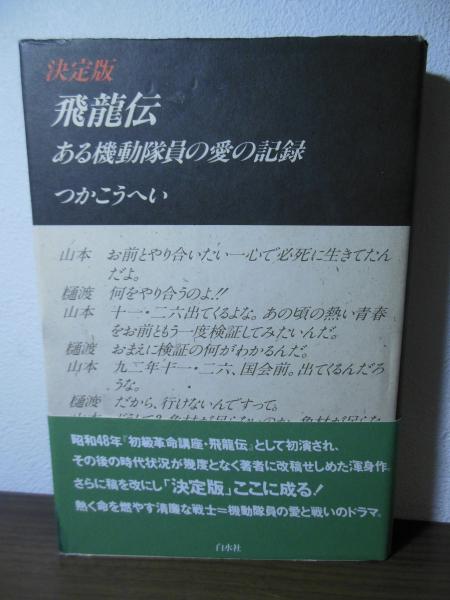 決定版
飛龍伝
ある機動隊員の愛の記録
つかこうへい
山本　お前とやり合いたい一心で必死に生きてたん
だよ。
樋渡　何をやり合うのよ!!
山本　十一・二六出てくるよな。あの頃の熱い青春
をお前ともう一度検証してみたいんだ。
樋渡　おまえに検証の何がわかるんだ。
山本　九二年十一・二六、国会前。出てくるんだろ
うな。
樋渡　だから、行けないんですって。
昭和48年『初級革命講座・飛龍伝』として初演され、
その後の時代状況が幾度となく著者に改稿せしめた渾身作。
さらに稿を改にし「決定版」ここに成る！
熱く命を燃やす清廉な戦士＝機動隊員の愛と戦いのドラマ。
白水社